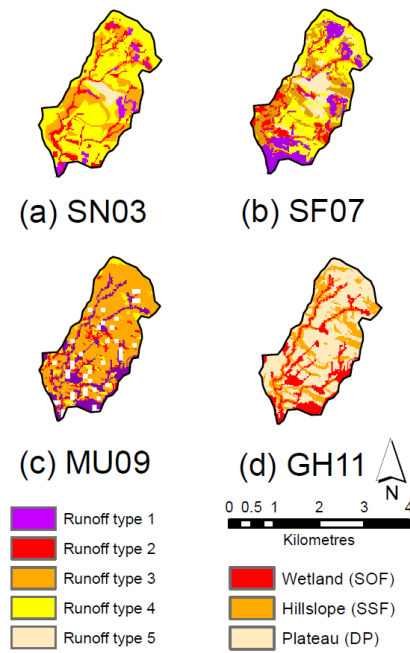 (a) SN03
(b) SF07
(c) MU09
(d) GH11
N
Runoff type 1
Runoff type 2
Runoff type 3
Runoff type 4
Runoff type 5
0 0.5 1 2 3 4
Kilometres
Wetland (SOF)
Hillslope (SSF)
Plateau (DP)